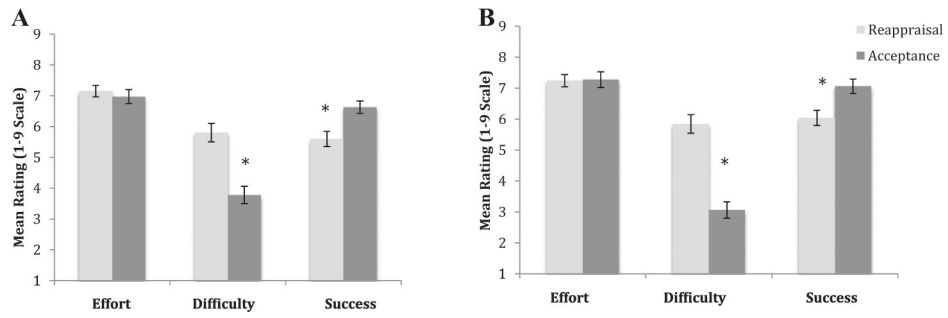 A
Mean Rating (1-9 Scale)
9
8
7
6
5
4
3
2
1
*
*
Effort
Difficulty
Success
B
Mean Rating (1-9 Scale)
9
8
7
6
5
4
3
2
1
Reappraisal
Acceptance
*
*
Effort
Difficulty
Success